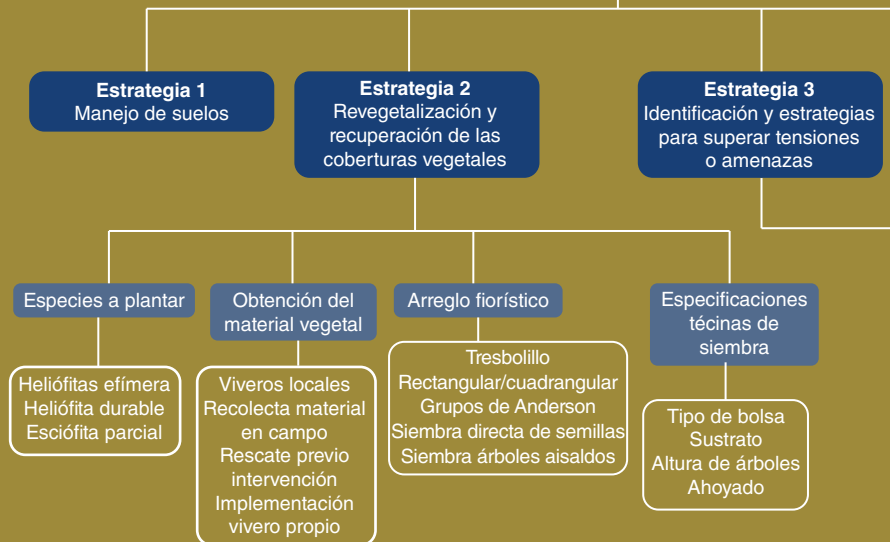 Estrategia 1
Manejo de suelos
Estrategia 2
Revegetalización y
recuperación de las
coberturas vegetales
Estrategia 3
Identificación y estrategias
para superar tensiones
o amenazas
Especies a plantar
Heliófitas efímera
Heliófita durable
Esciófita parcial
Obtención del
material vegetal
Viveros locales
Recolecta material
en campo
Rescate previo
intervención
Implementación
vivero propio
Arreglo fiorístico
Tresbolillo
Rectangular/cuadrangular
Grupos de Anderson
Siembra directa de semillas
Siembra árboles aisaldos
Especificaciones
técinas de
siembra
Tipo de bolsa
Sustrato
Altura de árboles
Ahoyado